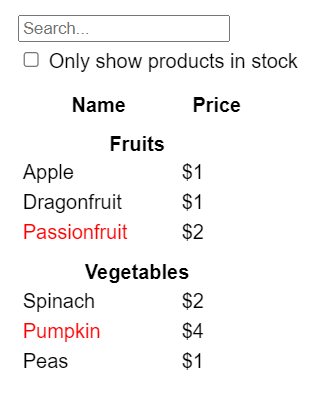 Search...
Only show products in stock
Name Price
Fruits
Apple $1
Dragonfruit $1
Passionfruit $2
Vegetables
Spinach $2
Pumpkin $4
Peas $1